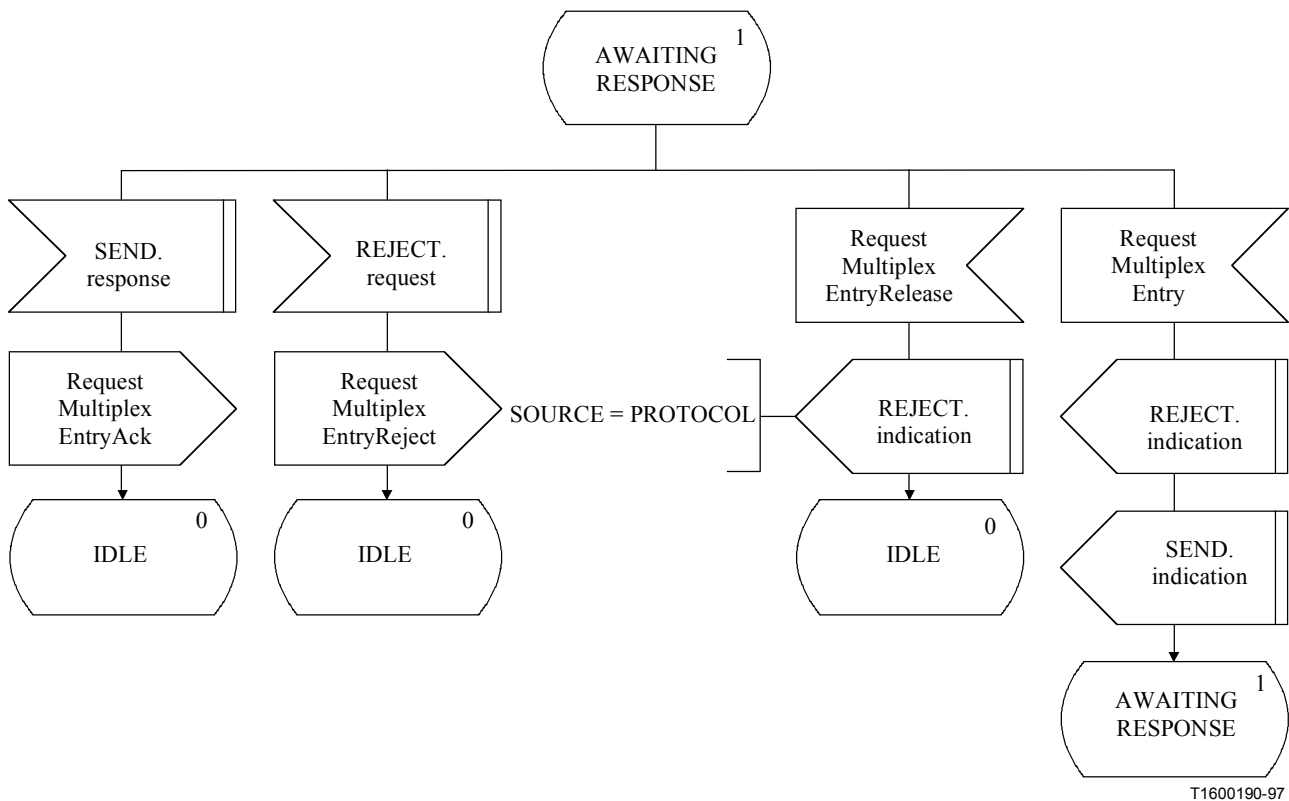 1
AWAITING
RESPONSE
SEND.
response
REJECT.
request
Request
Multiplex
EntryRelease
Request
Multiplex
Entry
Request
Multiplex
EntryAck
Request
Multiplex
EntryReject
SOURCE = PROTOCOL
REJECT.
indication
REJECT.
indication
0
IDLE
0
IDLE
0
IDLE
SEND.
indication
1
AWAITING
RESPONSE
T1600190-97